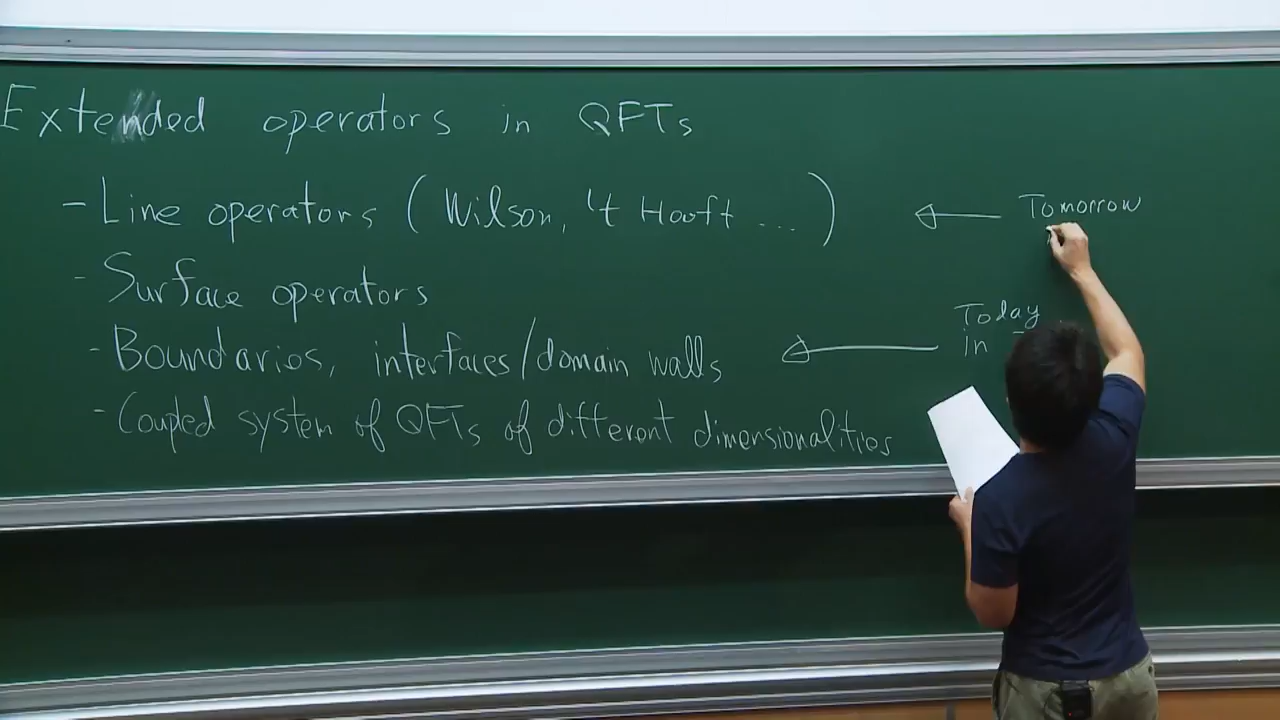 Extended operators in QFTs
- Line operators (Wilson, 't Hooft ...) ← Tomorrow
- Surface operators
- Boundaries, interfaces/domain walls ← Today
in
- Coupled system of QFTs of different dimensionalities